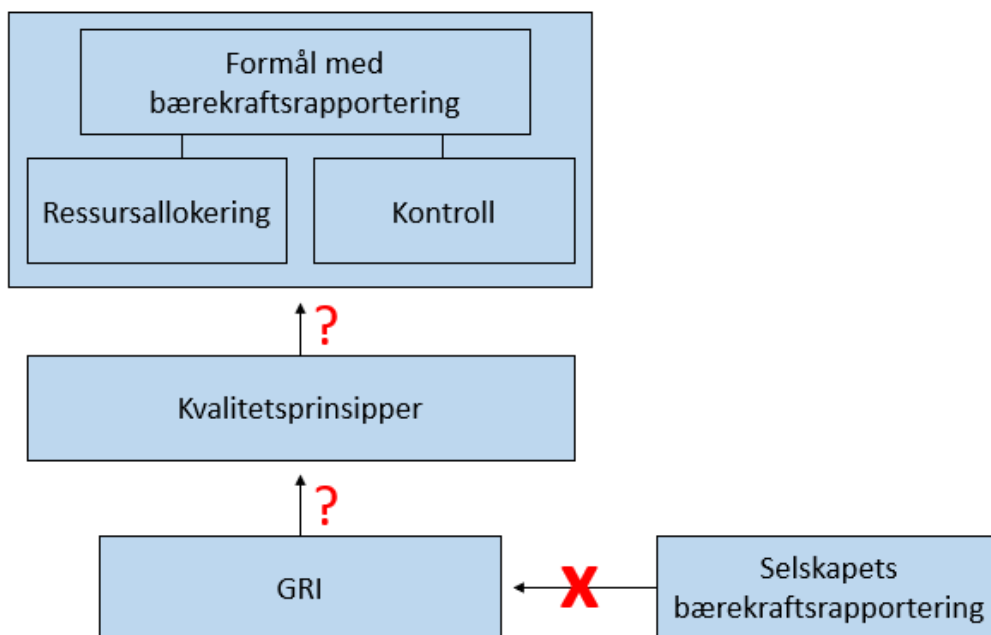 Formål med
bærekraftsrapportering
Ressursallokering
Kontroll
?
Kvalitetsprinsipper
?
GRI
X
Selskapets
bærekraftsrapportering